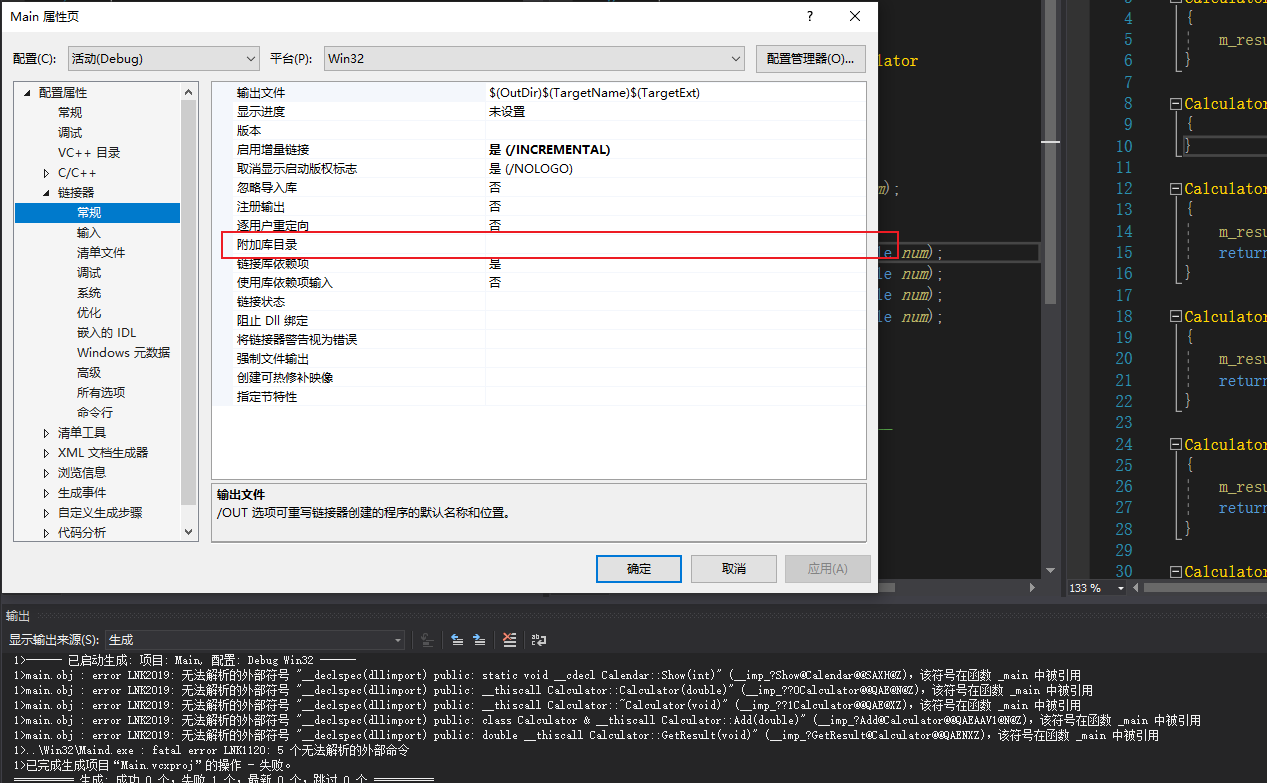 Main 属性页
?
配置(C):
活动(Debug)
平台(P):
Win32
配置管理器(O)...
配置属性
常规
调试
VC++ 目录
C/C++
链接器
常规
输入
清单文件
调试
系统
优化
嵌入的 IDL
Windows 元数据
高级
所有选项
命令行
清单工具
XML 文档生成器
浏览信息
生成事件
自定义生成步骤
代码分析
输出文件 $(OutDir)$(TargetName)$(TargetExt)
显示进度 未设置
版本
启用增量链接 是 (/INCREMENTAL)
取消显示启动版权标志 是 (/NOLOGO)
忽略导入库 否
注册输出 否
逐用户重定向 否
附加库目录
链接库依赖项 是
使用库依赖项输入 否
链接状态
阻止 Dll 绑定
将链接器警告视为错误
强制文件输出
创建可热修补映像
指定节特性
输出文件
/OUT 选项可重写链接器创建的程序的默认名称和位置。
确定
取消
应用(A)
lator
m);
le num);
le num);
le num);
le num);
4 {
5 m_resu
6 }
7
8 Calculator
9 {
10 }
11
12 Calculator
13 {
14 m_resu
15 return
16 }
17
18 Calculator
19 {
20 m_resu
21 return
22 }
23
24 Calculator
25 {
26 m_resu
27 return
28 }
29
30 Calculator
133 %
输出
显示输出来源(S): 生成
1>------ 已启动生成: 项目: Main, 配置: Debug Win32 ------
1>main.obj : error LNK2019: 无法解析的外部符号 "__declspec(dllimport) public: static void __cdecl Calendar::Show(int)" (__imp_?Show@Calendar@@SAXH@Z)，该符号在函数 _main 中被引用
1>main.obj : error LNK2019: 无法解析的外部符号 "__declspec(dllimport) public: __thiscall Calculator::Calculator(double)" (__imp_??0Calculator@@QAE@N@Z)，该符号在函数 _main 中被引用
1>main.obj : error LNK2019: 无法解析的外部符号 "__declspec(dllimport) public: __thiscall Calculator::~Calculator(void)" (__imp_??1Calculator@@QAE@XZ)，该符号在函数 _main 中被引用
1>main.obj : error LNK2019: 无法解析的外部符号 "__declspec(dllimport) public: class Calculator & __thiscall Calculator::Add(double)" (__imp_?Add@Calculator@@QAEAAV1@N@Z)，该符号在函数 _main 中被引用
1>main.obj : error LNK2019: 无法解析的外部符号 "__declspec(dllimport) public: double __thiscall Calculator::GetResult(void)" (__imp_?GetResult@Calculator@@QAENXZ)，该符号在函数 _main 中被引用
1>..\Win32\Maind.exe : fatal error LNK1120: 5 个无法解析的外部命令
1>已完成生成项目“Main.vcxproj”的操作 - 失败。
========== 生成: 成功 0 个，失败 1 个，最新 0 个，跳过 0 个 ==========